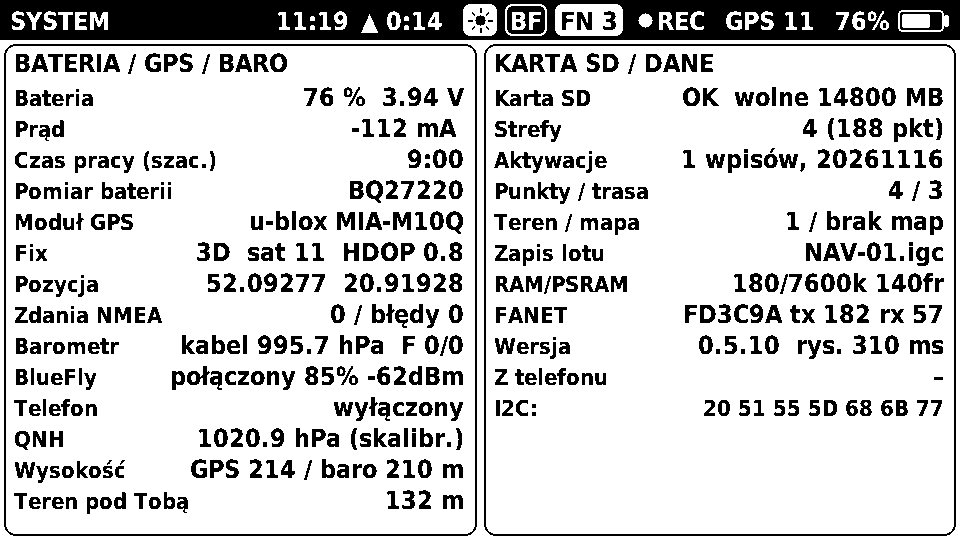 SYSTEM 11:19 ▲ 0:14 BF FN 3 ●REC GPS 11 76%
BATERIA / GPS / BARO
Bateria 76 % 3.94 V
Prąd -112 mA
Czas pracy (szac.) 9:00
Pomiar baterii BQ27220
Moduł GPS u-blox MIA-M10Q
Fix 3D sat 11 HDOP 0.8
Pozycja 52.09277 20.91928
Zdania NMEA 0 / błędy 0
Barometr kabel 995.7 hPa F 0/0
BlueFly połączony 85% -62dBm
Telefon wyłączony
QNH 1020.9 hPa (skalibr.)
Wysokość GPS 214 / baro 210 m
Teren pod Tobą 132 m
KARTA SD / DANE
Karta SD OK wolne 14800 MB
Strefy 4 (188 pkt)
Aktywacje 1 wpisów, 20261116
Punkty / trasa 4 / 3
Teren / mapa 1 / brak map
Zapis lotu NAV-01.igc
RAM/PSRAM 180/7600k 140fr
FANET FD3C9A tx 182 rx 57
Wersja 0.5.10 rys. 310 ms
Z telefonu –
I2C: 20 51 55 5D 68 6B 77